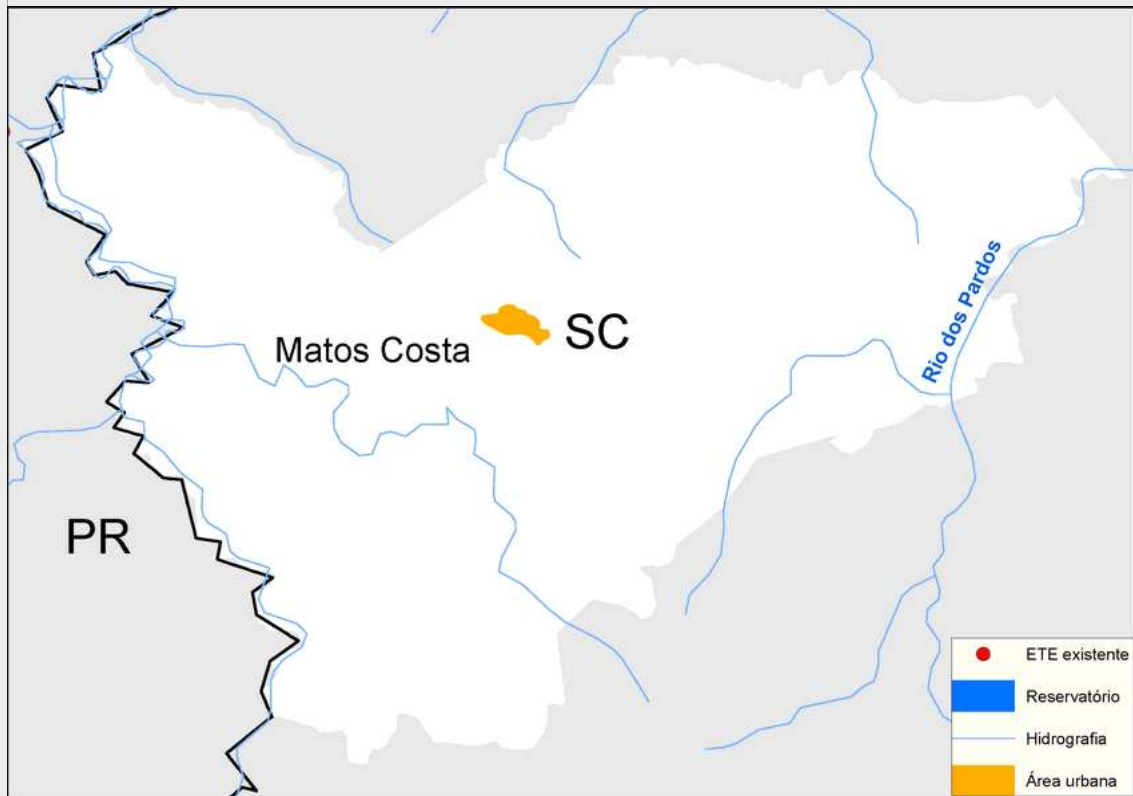 Rio dos Pardos
SC
Matos Costa
PR
ETE existente
Reservatório
Hidrografia
Área urbana